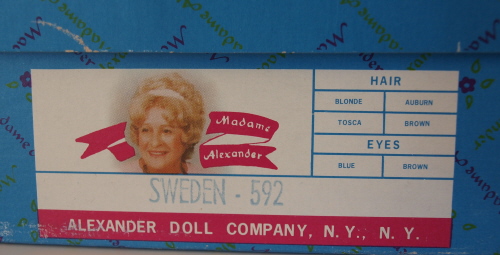 Madame
Alexander
HAIR
BLONDE AUBURN
TOSCA BROWN
EYES
BLUE BROWN
SWEDEN - 592
ALEXANDER DOLL COMPANY, N. Y., N. Y.